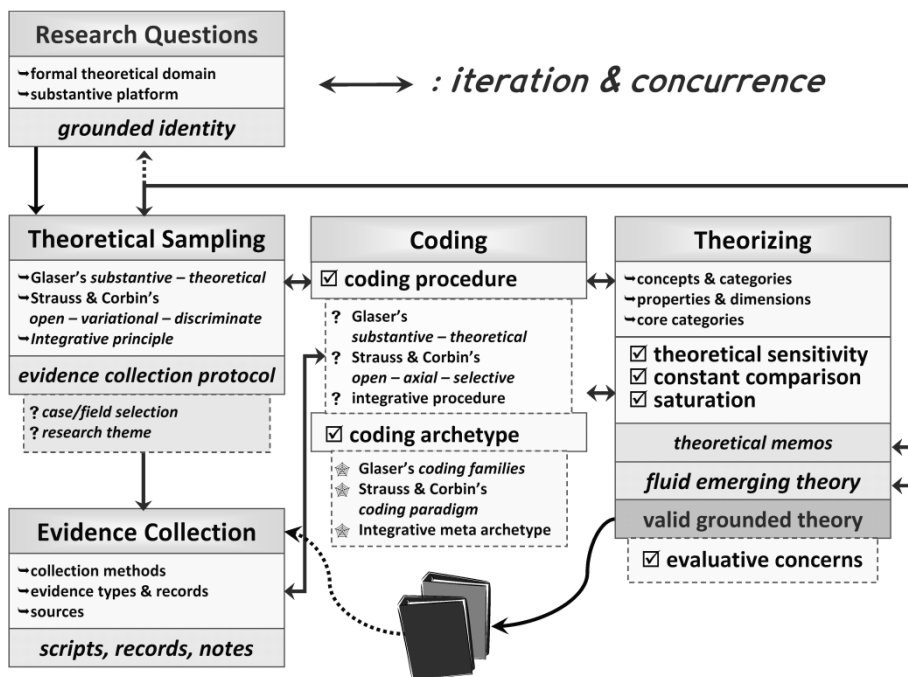 Research Questions
➥formal theoretical domain
➥substantive platform
grounded identity
: iteration & concurrence
Theoretical Sampling
➥Glaser's substantive – theoretical
➥Strauss & Corbin's
open – variational – discriminate
➥Integrative principle
evidence collection protocol
? case/field selection
? research theme
Evidence Collection
➥collection methods
➥evidence types & records
➥sources
scripts, records, notes
Coding
☑ coding procedure
? Glaser's
substantive – theoretical
? Strauss & Corbin's
open – axial – selective
? integrative procedure
☑ coding archetype
Glaser's coding families
Strauss & Corbin's
coding paradigm
Integrative meta archetype
Theorizing
➥concepts & categories
➥properties & dimensions
➥core categories
☑ theoretical sensitivity
☑ constant comparison
☑ saturation
theoretical memos
fluid emerging theory
valid grounded theory
☑ evaluative concerns